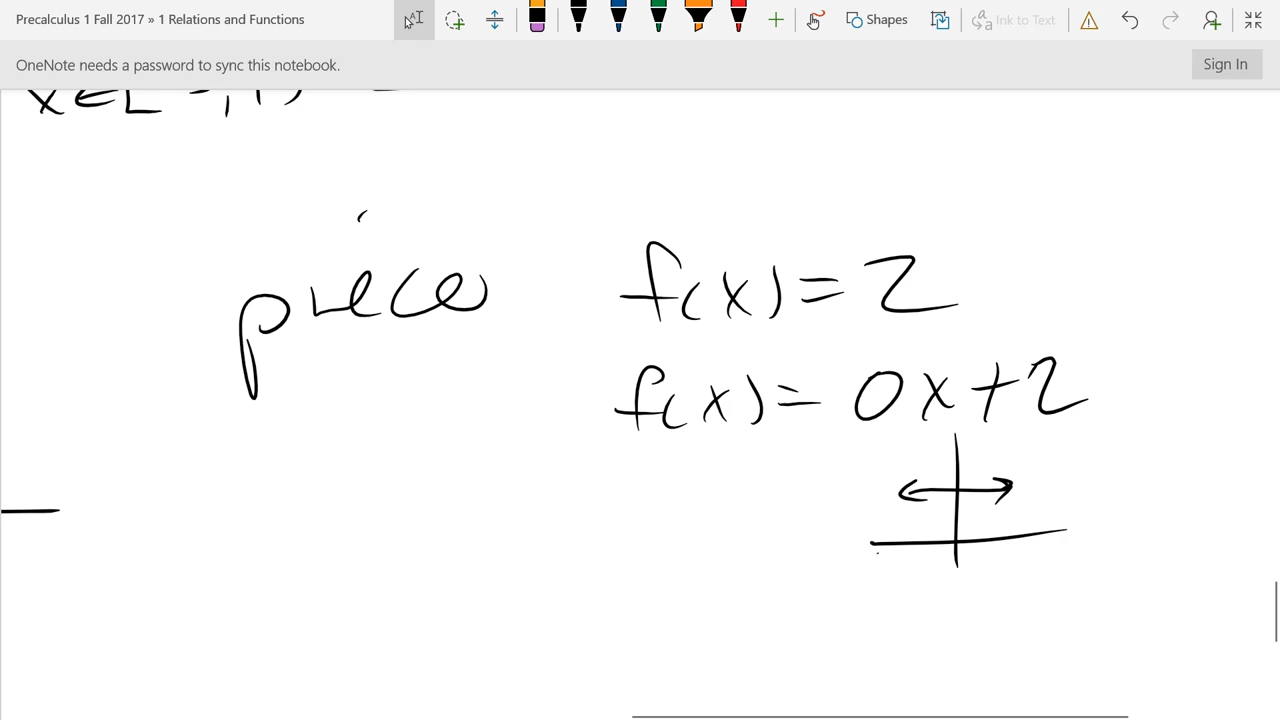 Precalculus 1 Fall 2017 » 1 Relations and Functions
Shapes
Ink to Text
OneNote needs a password to sync this notebook.
Sign In
piece
f(x)=2
f(x)=0x+2